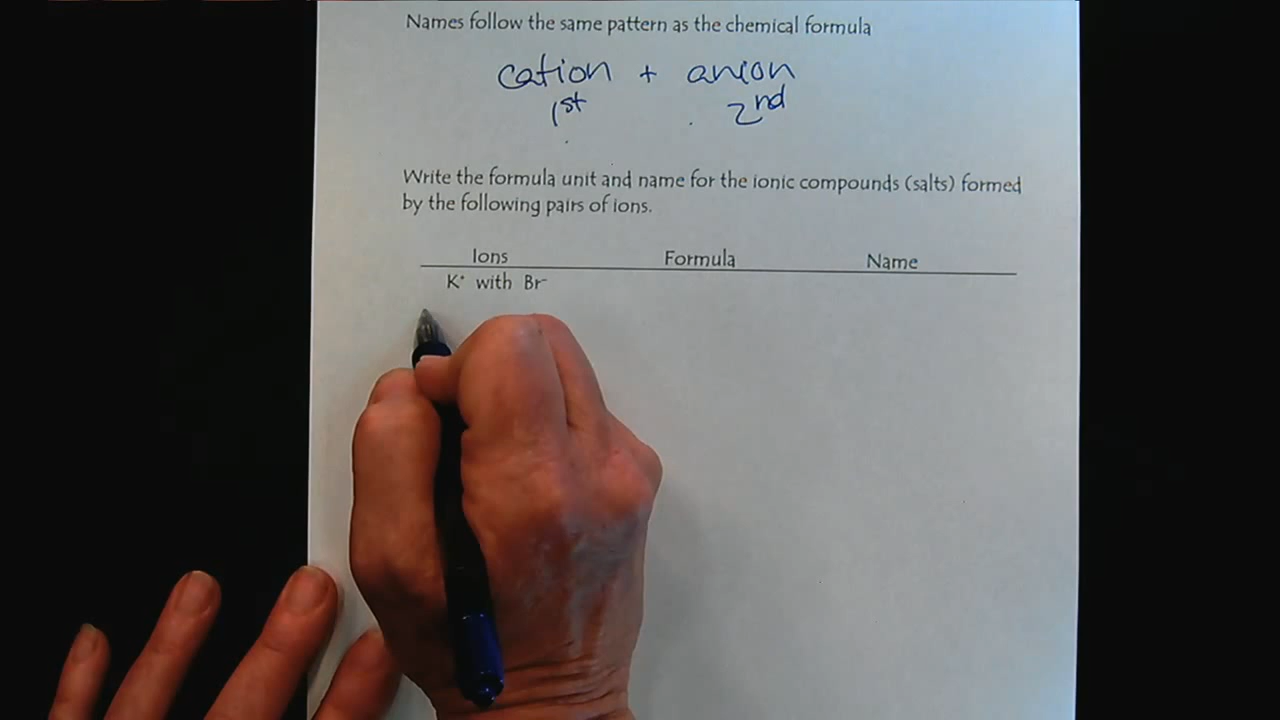 Names follow the same pattern as the chemical formula
cation + anion
1st 2nd
Write the formula unit and name for the ionic compounds (salts) formed
by the following pairs of ions.
Ions Formula Name
K⁺ with Br⁻